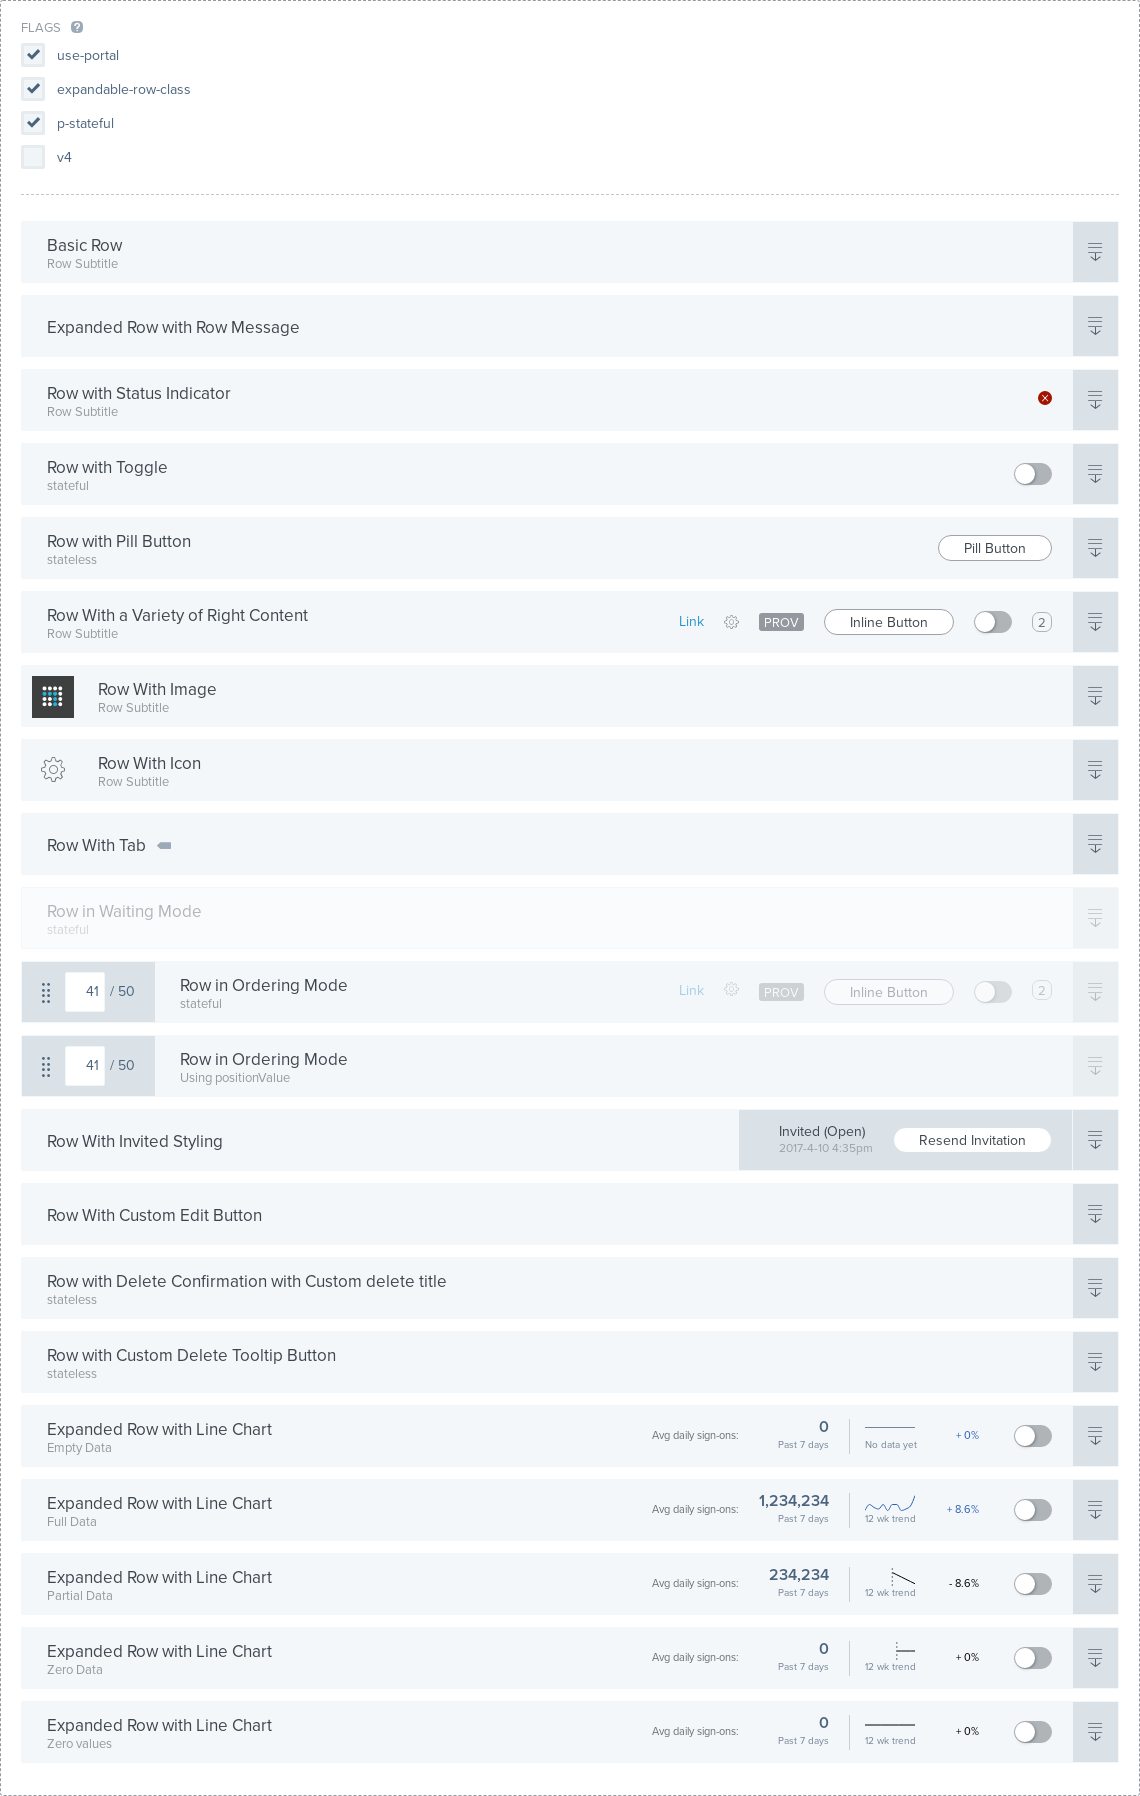 FLAGS ?
use-portal
expandable-row-class
p-stateful
v4
Basic Row
Row Subtitle
Expanded Row with Row Message
Row with Status Indicator
Row Subtitle
Row with Toggle
stateful
Row with Pill Button
stateless
Pill Button
Row With a Variety of Right Content
Row Subtitle
Link PROV Inline Button 2
Row With Image
Row Subtitle
Row With Icon
Row Subtitle
Row With Tab
Row in Waiting Mode
stateful
41 / 50
Row in Ordering Mode
stateful
Link PROV Inline Button 2
41 / 50
Row in Ordering Mode
Using positionValue
Row With Invited Styling
Invited (Open)
2017-4-10 4:35pm
Resend Invitation
Row With Custom Edit Button
Row with Delete Confirmation with Custom delete title
stateless
Row with Custom Delete Tooltip Button
stateless
Expanded Row with Line Chart
Empty Data
Avg daily sign-ons:
0
Past 7 days
No data yet
+ 0%
Expanded Row with Line Chart
Full Data
Avg daily sign-ons:
1,234,234
Past 7 days
12 wk trend
+ 8.6%
Expanded Row with Line Chart
Partial Data
Avg daily sign-ons:
234,234
Past 7 days
12 wk trend
- 8.6%
Expanded Row with Line Chart
Zero Data
Avg daily sign-ons:
0
Past 7 days
12 wk trend
+ 0%
Expanded Row with Line Chart
Zero values
Avg daily sign-ons:
0
Past 7 days
12 wk trend
+ 0%